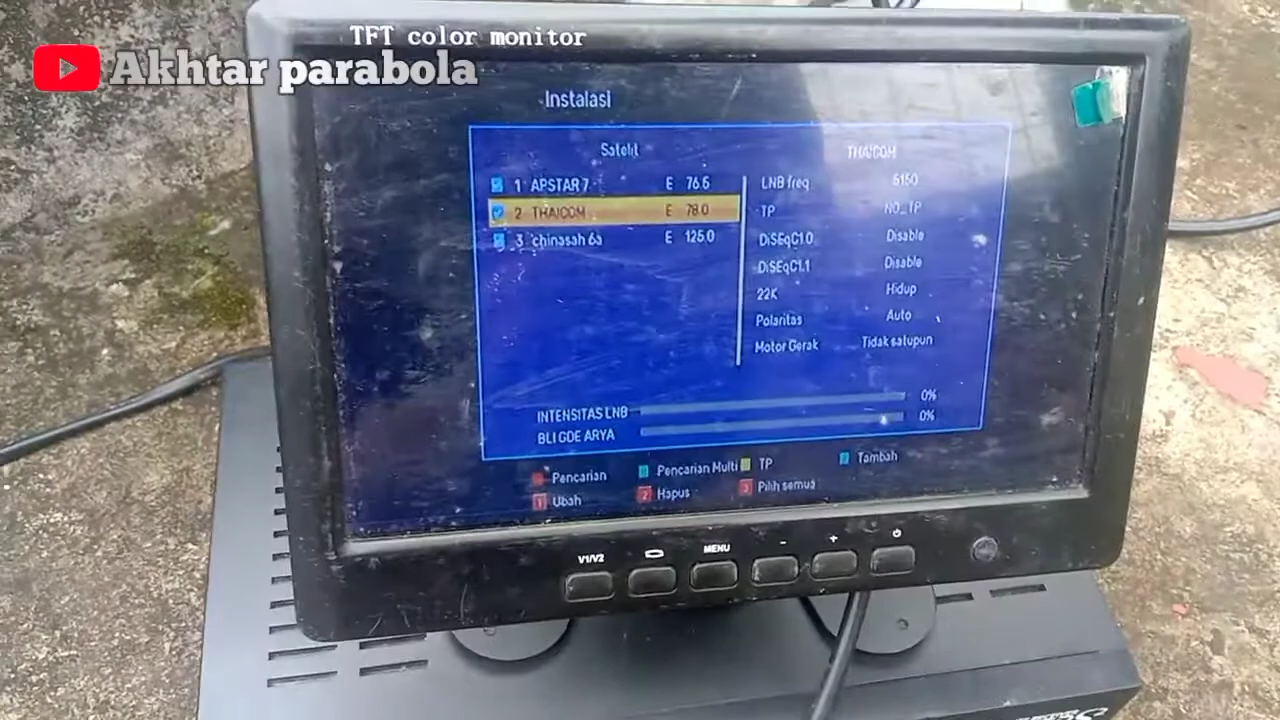 TFT color monitor
Akhtar parabola
Instalasi
Satelit
THAICOM
1 APSTAR 7 E 76.5
2 THAICOM E 78.0
3 chinasah 6a E 125.0
LNB freq 5150
TP NO_TP
DiSEqC1.0 Disable
DiSEqC1.1 Disable
22K Hidup
Polaritas Auto
Motor Gerak Tidak satupun
INTENSITAS LNB 0%
BLI GDE ARYA 0%
Pencarian
Pencarian Multi
TP
Tambah
1 Ubah
2 Hapus
3 Pilih semua
V1/V2
MENU
-
+